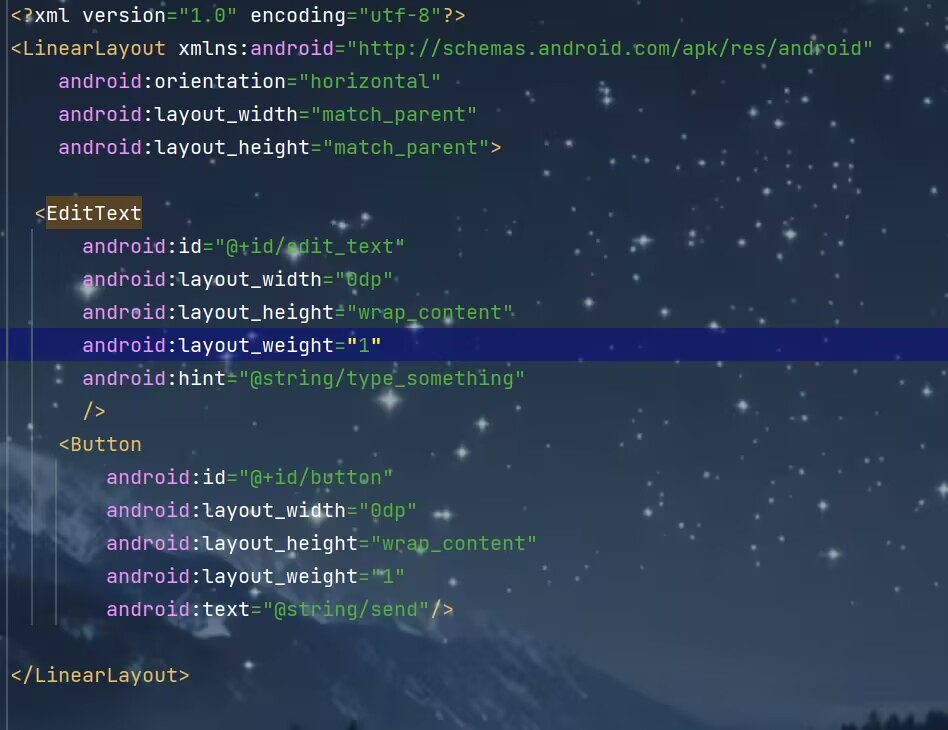 <?xml version="1.0" encoding="utf-8"?>
<LinearLayout xmlns:android="http://schemas.android.com/apk/res/android"
    android:orientation="horizontal"
    android:layout_width="match_parent"
    android:layout_height="match_parent">

  <EditText
      android:id="@+id/edit_text"
      android:layout_width="0dp"
      android:layout_height="wrap_content"
      android:layout_weight="1"
      android:hint="@string/type_something"
      />
    <Button
        android:id="@+id/button"
        android:layout_width="0dp"
        android:layout_height="wrap_content"
        android:layout_weight="1"
        android:text="@string/send"/>

</LinearLayout>